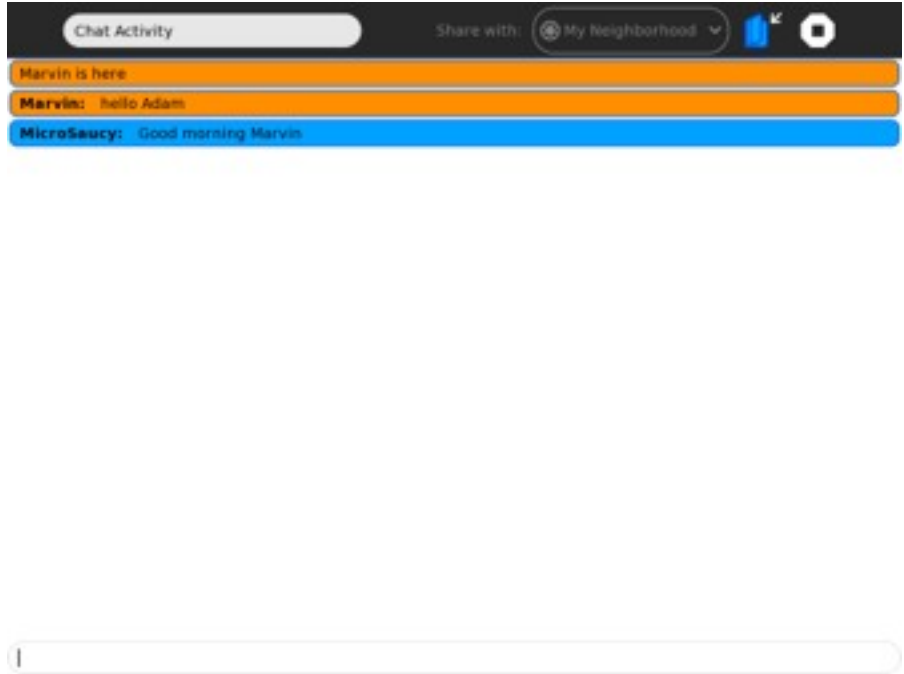 Chat Activity
Share with: My Neighborhood
Marvin is here
Marvin: hello Adam
MicroSaucy: Good morning Marvin